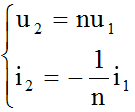 u₂ = nu₁
i₂ = −1/n i₁